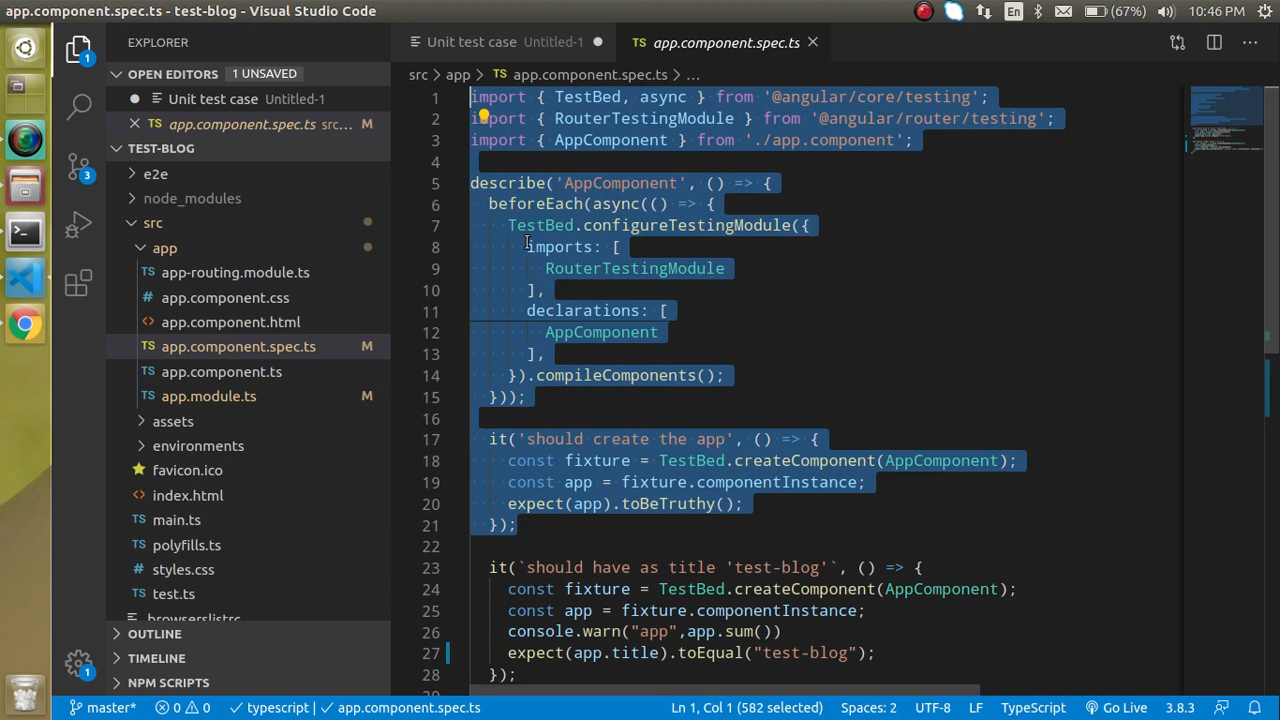 app.component.spec.ts - test-blog - Visual Studio Code
En
(67%)
10:46 PM
EXPLORER
OPEN EDITORS
1 UNSAVED
Unit test case Untitled-1
app.component.spec.ts src...
M
TEST-BLOG
e2e
node_modules
src
app
app-routing.module.ts
app.component.css
app.component.html
app.component.spec.ts
M
app.component.ts
app.module.ts
M
assets
environments
favicon.ico
index.html
main.ts
polyfills.ts
styles.css
test.ts
OUTLINE
TIMELINE
NPM SCRIPTS
1
3
1
Unit test case Untitled-1
TS app.component.spec.ts
src > app > TS app.component.spec.ts > ...
1 import { TestBed, async } from '@angular/core/testing';
2 import { RouterTestingModule } from '@angular/router/testing';
3 import { AppComponent } from './app.component';
4
5 describe('AppComponent', () => {
6 beforeEach(async(() => {
7 TestBed.configureTestingModule({
8 imports: [
9 RouterTestingModule
10 ],
11 declarations: [
12 AppComponent
13 ],
14 }).compileComponents();
15 }));
16
17 it('should create the app', () => {
18 const fixture = TestBed.createComponent(AppComponent);
19 const app = fixture.componentInstance;
20 expect(app).toBeTruthy();
21 });
22
23 it(`should have as title 'test-blog'`, () => {
24 const fixture = TestBed.createComponent(AppComponent);
25 const app = fixture.componentInstance;
26 console.warn("app",app.sum())
27 expect(app.title).toEqual("test-blog");
28 });
master*
0
0
typescript
app.component.spec.ts
Ln 1, Col 1 (582 selected)
Spaces: 2
UTF-8
LF
TypeScript
Go Live
3.8.3